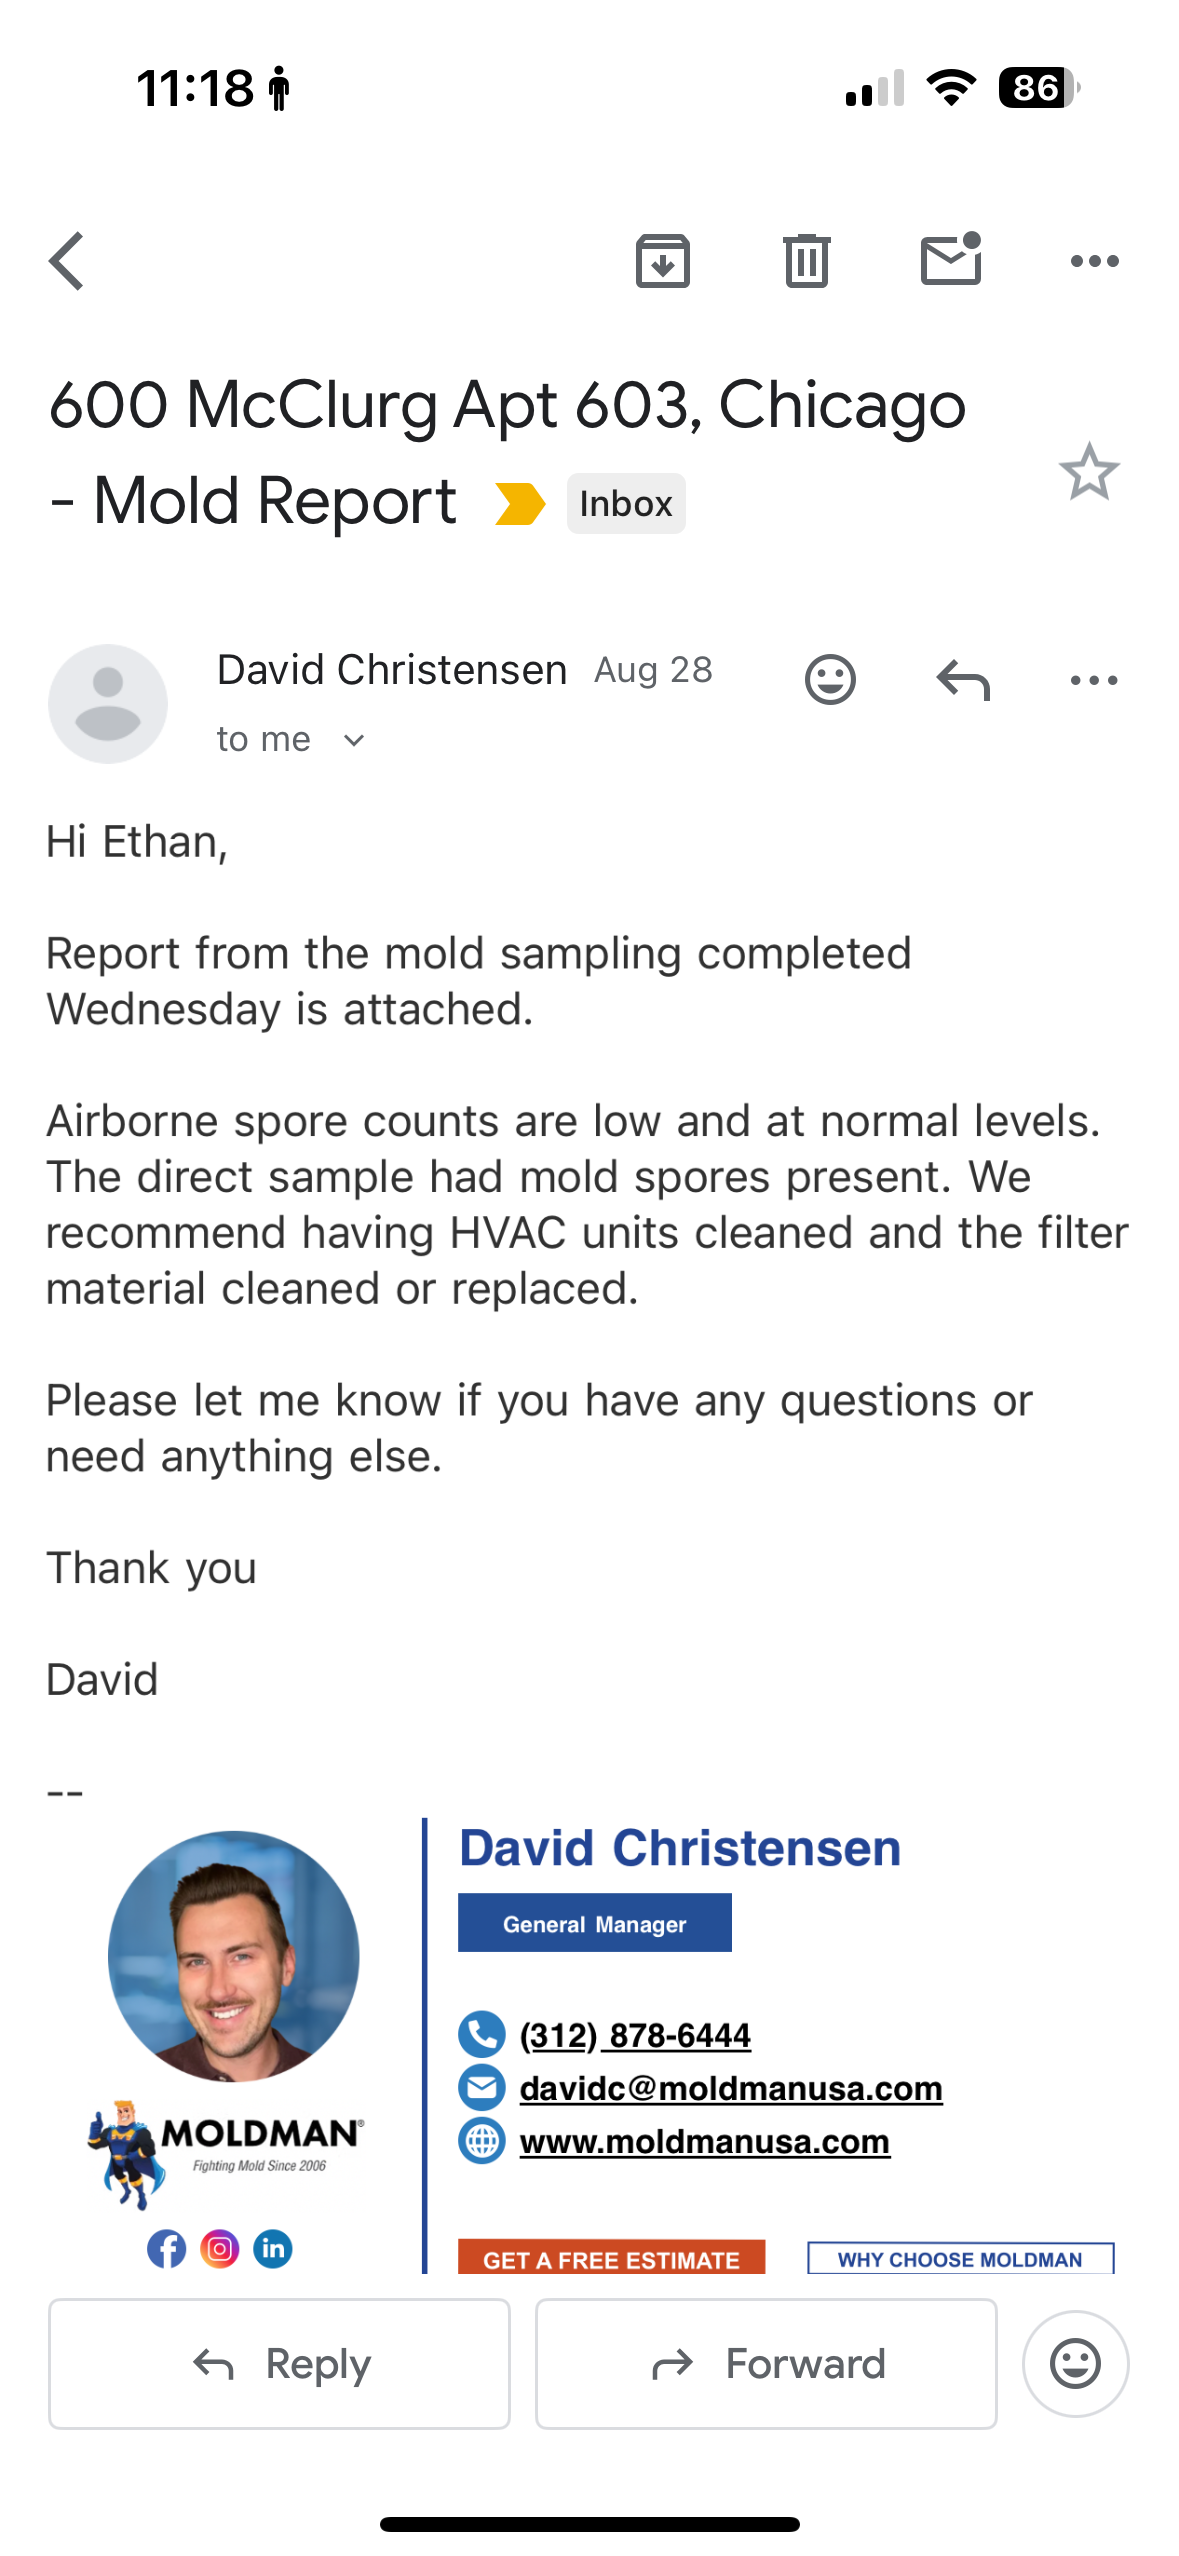 11:18
86
600 McClurg Apt 603, Chicago
- Mold Report Inbox
David Christensen Aug 28
to me
Hi Ethan,
Report from the mold sampling completed
Wednesday is attached.
Airborne spore counts are low and at normal levels.
The direct sample had mold spores present. We
recommend having HVAC units cleaned and the filter
material cleaned or replaced.
Please let me know if you have any questions or
need anything else.
Thank you
David
--
David Christensen
General Manager
(312) 878-6444
davidc@moldmanusa.com
www.moldmanusa.com
MOLDMAN®
Fighting Mold Since 2006
GET A FREE ESTIMATE
WHY CHOOSE MOLDMAN
Reply
Forward